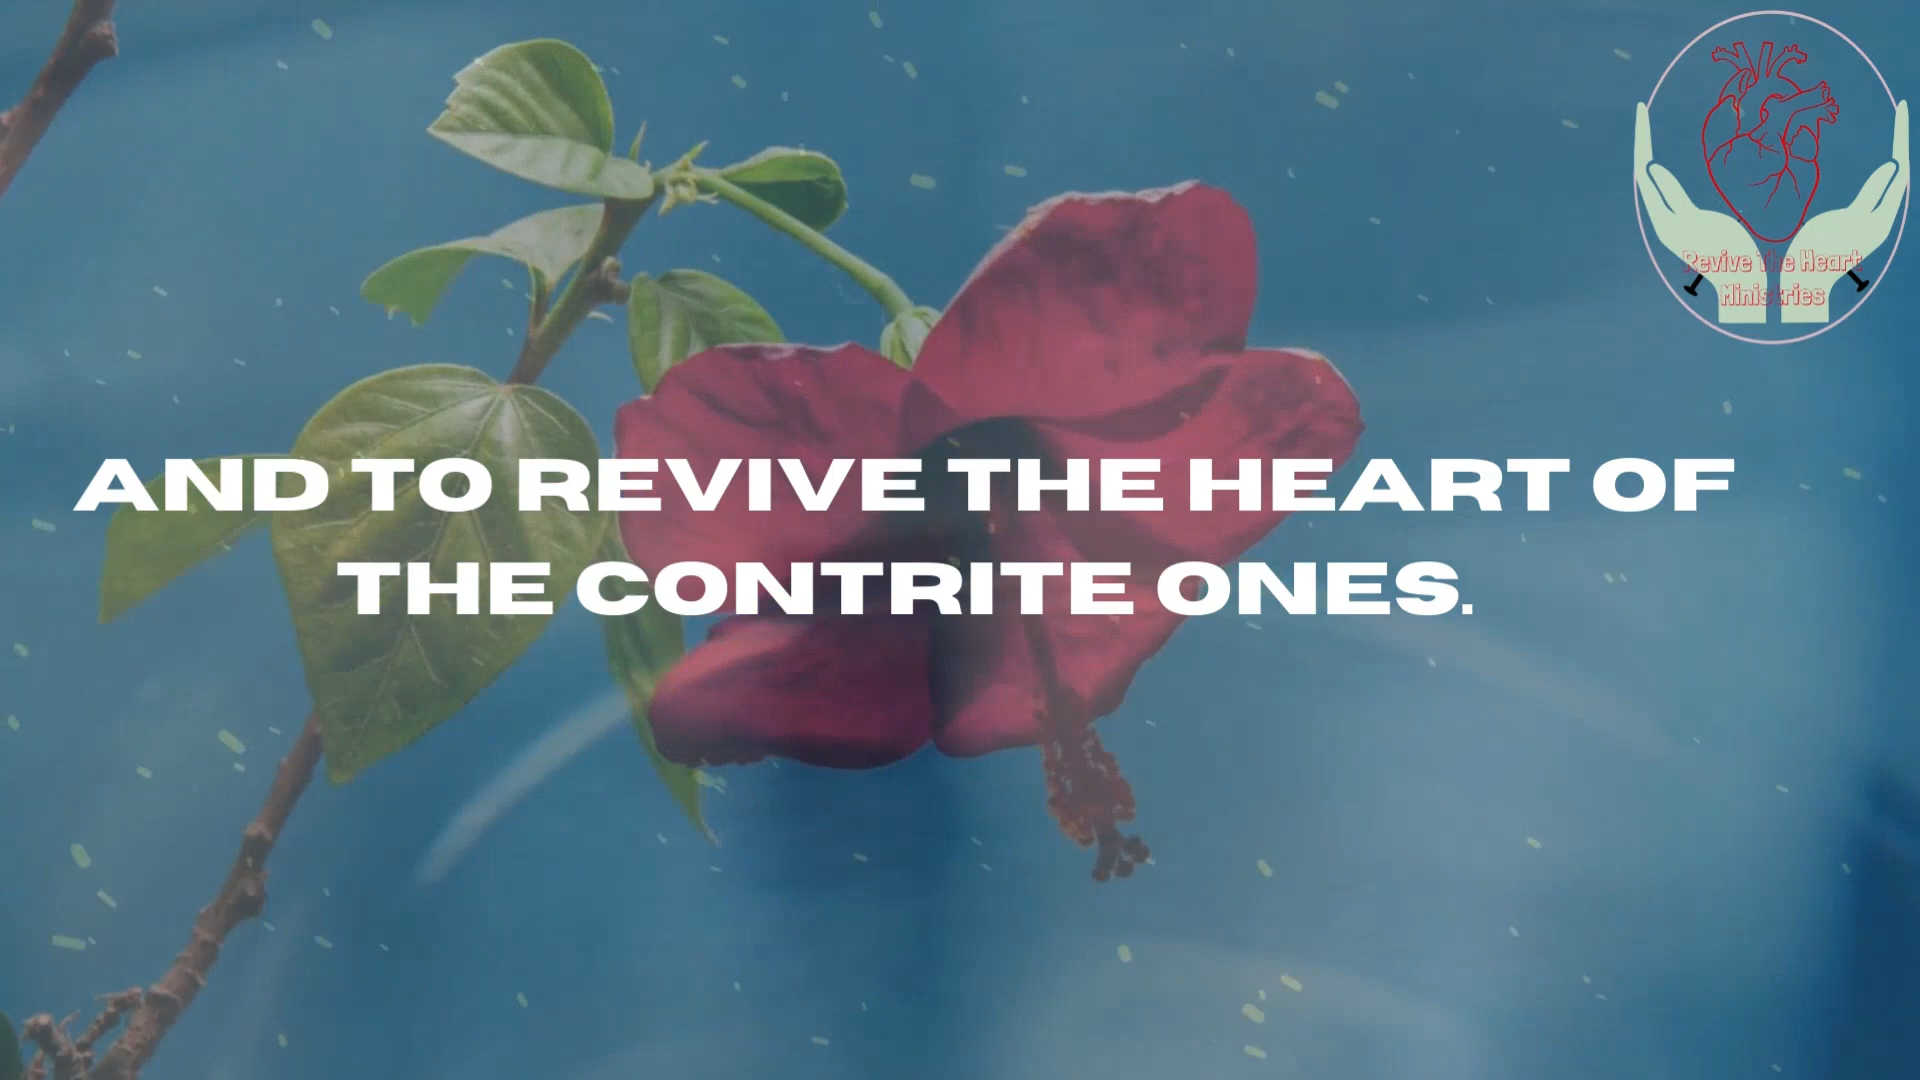 Revive The Heart
Ministries
AND TO REVIVE THE HEART OF
THE CONTRITE ONES.